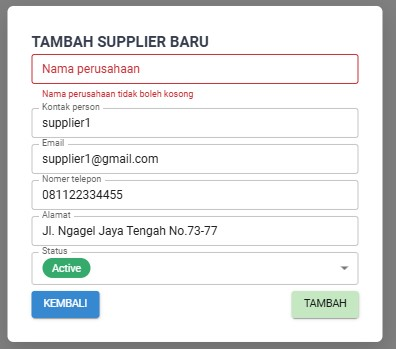 TAMBAH SUPPLIER BARU
Nama perusahaan
Nama perusahaan tidak boleh kosong
Kontak person
supplier1
Email
supplier1@gmail.com
Nomer telepon
081122334455
Alamat
Jl. Ngagel Jaya Tengah No.73-77
Status
Active
KEMBALI
TAMBAH